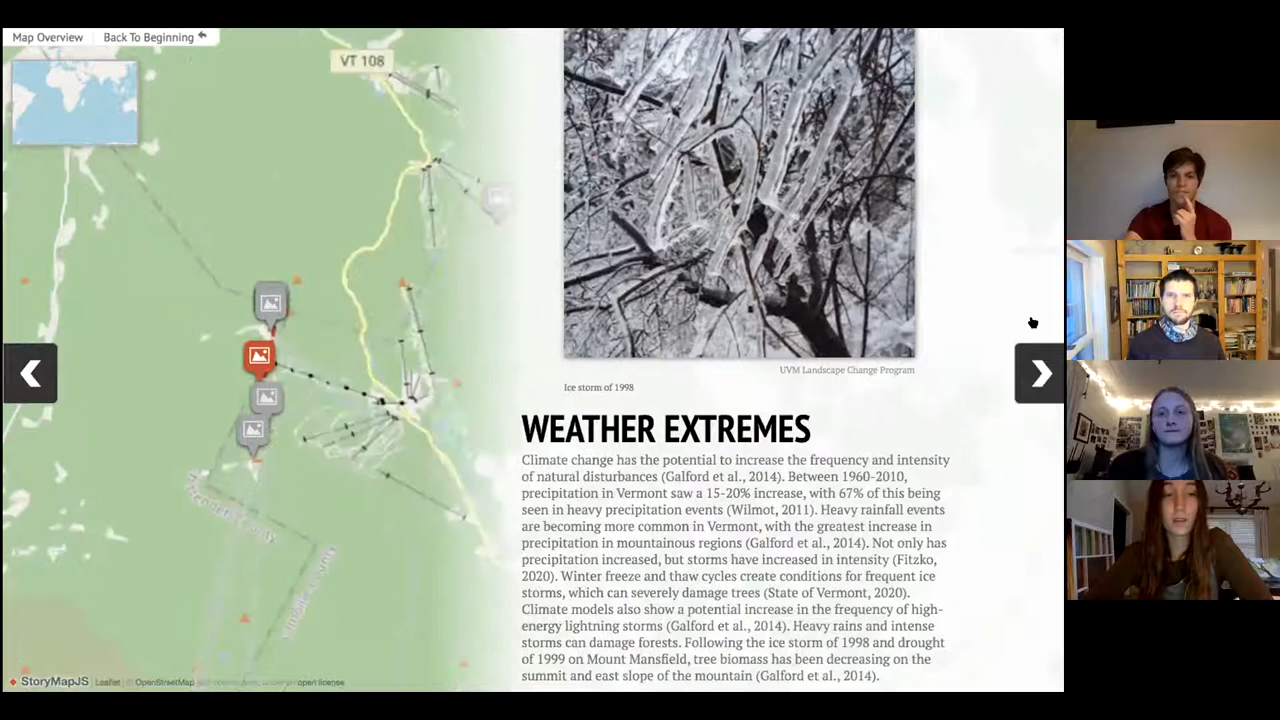 Map Overview
Back To Beginning
VT 108
UVM Landscape Change Program
Ice storm of 1998
WEATHER EXTREMES
Climate change has the potential to increase the frequency and intensity
of natural disturbances (Galford et al., 2014). Between 1960-2010,
precipitation in Vermont saw a 15-20% increase, with 67% of this being
seen in heavy precipitation events (Wilmot, 2011). Heavy rainfall events
are becoming more common in Vermont, with the greatest increase in
precipitation in mountainous regions (Galford et al., 2014). Not only has
precipitation increased, but storms have increased in intensity (Fitzko,
2020). Winter freeze and thaw cycles create conditions for frequent ice
storms, which can severely damage trees (State of Vermont, 2020).
Climate models also show a potential increase in the frequency of high-
energy lightning storms (Galford et al., 2014). Heavy rains and intense
storms can damage forests. Following the ice storm of 1998 and drought
of 1999 on Mount Mansfield, tree biomass has been decreasing on the
summit and east slope of the mountain (Galford et al., 2014).
StoryMapJS Leaflet © OpenStreetMap open license